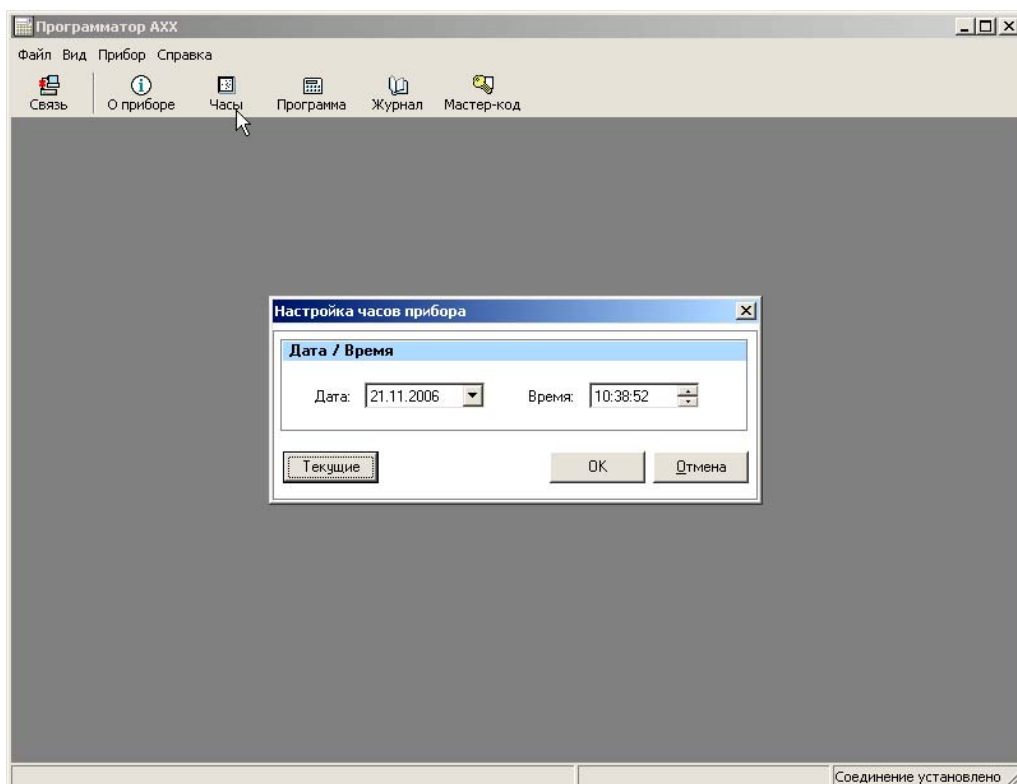 Программатор АХХ
Файл Вид Прибор Справка
Связь О приборе Часы Программа Журнал Мастер-код
Настройка часов прибора
Дата / Время
Дата: 21.11.2006 Время: 10:38:52
Текущие OK Отмена
Соединение установлено